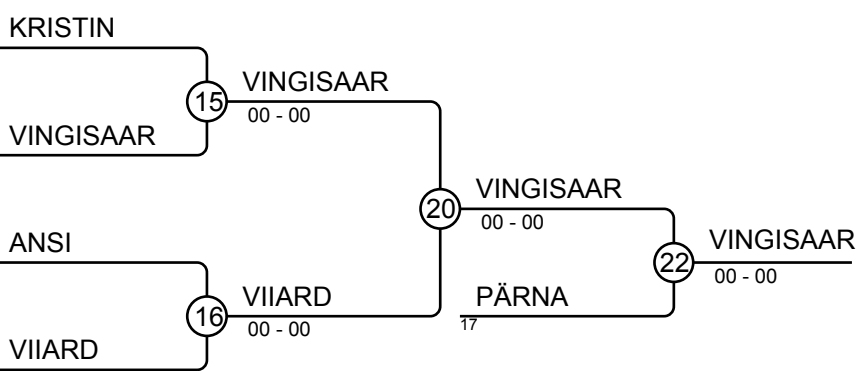 KRISTIN
15
VINGISAAR
00 - 00
VINGISAAR
20
VINGISAAR
00 - 00
ANSI
16
VIIARD
00 - 00
VIIARD
PÄRNA
17
22
VINGISAAR
00 - 00